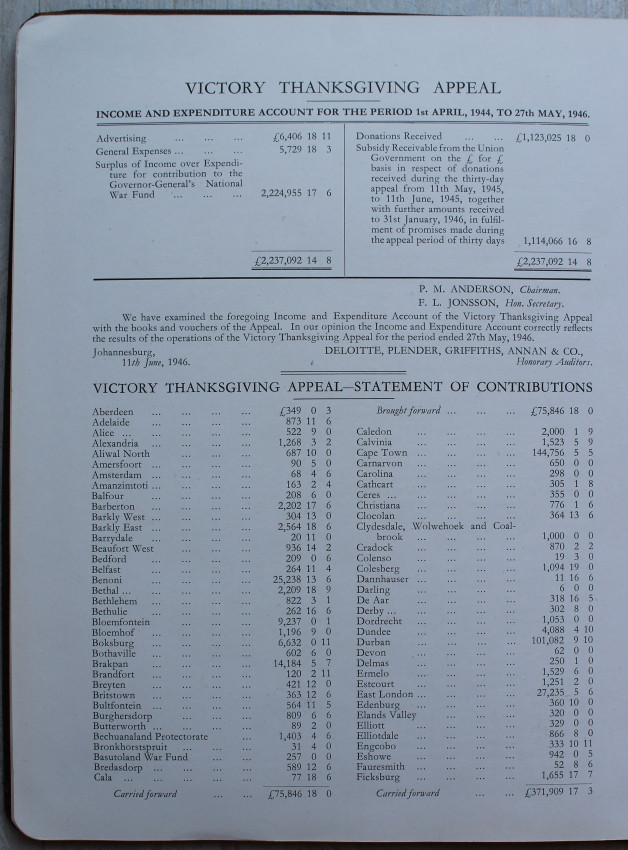 VICTORY THANKSGIVING APPEAL
INCOME AND EXPENDITURE ACCOUNT FOR THE PERIOD 1st APRIL, 1944, TO 27th MAY, 1946.
Advertising ... ... ... £6,406 18 11
General Expenses ... ... ... 5,729 18 3
Surplus of Income over Expendi-
ture for contribution to the
Governor-General's National
War Fund ... ... ... 2,224,955 17 6
£2,237,092 14 8
Donations Received ... ... £1,123,025 18 0
Subsidy Receivable from the Union
Government on the £ for £
basis in respect of donations
received during the thirty-day
appeal from 11th May, 1945,
to 11th June, 1945, together
with further amounts received
to 31st January, 1946, in fulfil-
ment of promises made during
the appeal period of thirty days 1,114,066 16 8
£2,237,092 14 8
P. M. ANDERSON, Chairman.
F. L. JONSSON, Hon. Secretary.
We have examined the foregoing Income and Expenditure Account of the Victory Thanksgiving Appeal
with the books and vouchers of the Appeal. In our opinion the Income and Expenditure Account correctly reflects
the results of the operations of the Victory Thanksgiving Appeal for the period ended 27th May, 1946.
Johannesburg, DELOITTE, PLENDER, GRIFFITHS, ANNAN & CO.,
11th June, 1946. Honorary Auditors.
VICTORY THANKSGIVING APPEAL—STATEMENT OF CONTRIBUTIONS
Aberdeen ... ... ... ... £349 0 3
Adelaide ... ... ... ... 873 11 6
Alice ... ... ... ... ... 522 9 0
Alexandria ... ... ... ... 1,268 3 2
Aliwal North ... ... ... 687 10 0
Amersfoort ... ... ... ... 90 5 0
Amsterdam ... ... ... ... 68 4 6
Amanzimtoti ... ... ... ... 163 2 4
Balfour ... ... ... ... 208 6 0
Barberton ... ... ... ... 2,202 17 6
Barkly West ... ... ... ... 304 13 0
Barkly East ... ... ... ... 2,564 18 6
Barrydale ... ... ... ... 20 11 0
Beaufort West ... ... ... 936 14 2
Bedford ... ... ... ... 209 0 6
Belfast ... ... ... ... 264 11 4
Benoni ... ... ... ... 25,238 13 6
Bethal ... ... ... ... ... 2,209 18 9
Bethlehem ... ... ... ... 822 3 1
Bethulie ... ... ... ... 262 16 6
Bloemfontein ... ... ... 9,237 0 1
Bloemhof ... ... ... ... 1,196 9 0
Boksburg ... ... ... ... 6,632 0 11
Bothaville ... ... ... ... 602 6 0
Brakpan ... ... ... ... 14,184 5 7
Brandfort ... ... ... ... 120 2 11
Breyten ... ... ... ... 421 12 0
Britstown ... ... ... ... 363 12 6
Bultfontein ... ... ... ... 564 11 5
Burghersdorp ... ... ... 809 6 6
Butterworth ... ... ... ... 89 2 0
Bechuanaland Protectorate ... ... 1,403 4 6
Bronkhorstspruit ... ... ... 31 4 0
Basutoland War Fund ... ... 257 0 0
Bredasdorp ... ... ... ... 589 12 6
Cala ... ... ... ... ... 77 18 6
Carried forward ... ... £75,846 18 0
Brought forward ... ... ... £75,846 18 0
Caledon ... ... ... ... 2,000 1 9
Calvinia ... ... ... ... 1,523 5 9
Cape Town ... ... ... ... 144,756 5 5
Carnarvon ... ... ... ... 650 0 0
Carolina ... ... ... ... 298 0 0
Cathcart ... ... ... ... 305 1 8
Ceres ... ... ... ... ... 355 0 0
Christiana ... ... ... ... 776 1 6
Clocolan ... ... ... ... 364 13 6
Clydesdale, Wolwehoek and Coal-
brook ... ... ... ... 1,000 0 0
Cradock ... ... ... ... 870 2 2
Colenso ... ... ... ... 19 3 0
Colesberg ... ... ... ... 1,094 19 0
Dannhauser ... ... ... ... 11 16 6
Darling ... ... ... ... 6 0 0
De Aar ... ... ... ... 318 16 5
Derby ... ... ... ... ... 302 8 0
Dordrecht ... ... ... ... 1,053 0 0
Dundee ... ... ... ... 4,088 4 10
Durban ... ... ... ... 101,082 9 10
Devon ... ... ... ... 62 0 0
Delmas ... ... ... ... 250 1 0
Ermelo ... ... ... ... 1,529 6 0
Estcourt ... ... ... ... 1,251 2 0
East London ... ... ... ... 27,235 5 6
Edenburg ... ... ... ... 360 10 0
Elands Valley ... ... ... 320 0 0
Elliott ... ... ... ... 329 0 0
Elliotdale ... ... ... ... 866 8 0
Engcobo ... ... ... ... 333 10 11
Eshowe ... ... ... ... 942 0 5
Fauresmith ... ... ... ... 52 8 6
Ficksburg ... ... ... ... 1,655 17 7
Carried forward ... ... £371,909 17 3